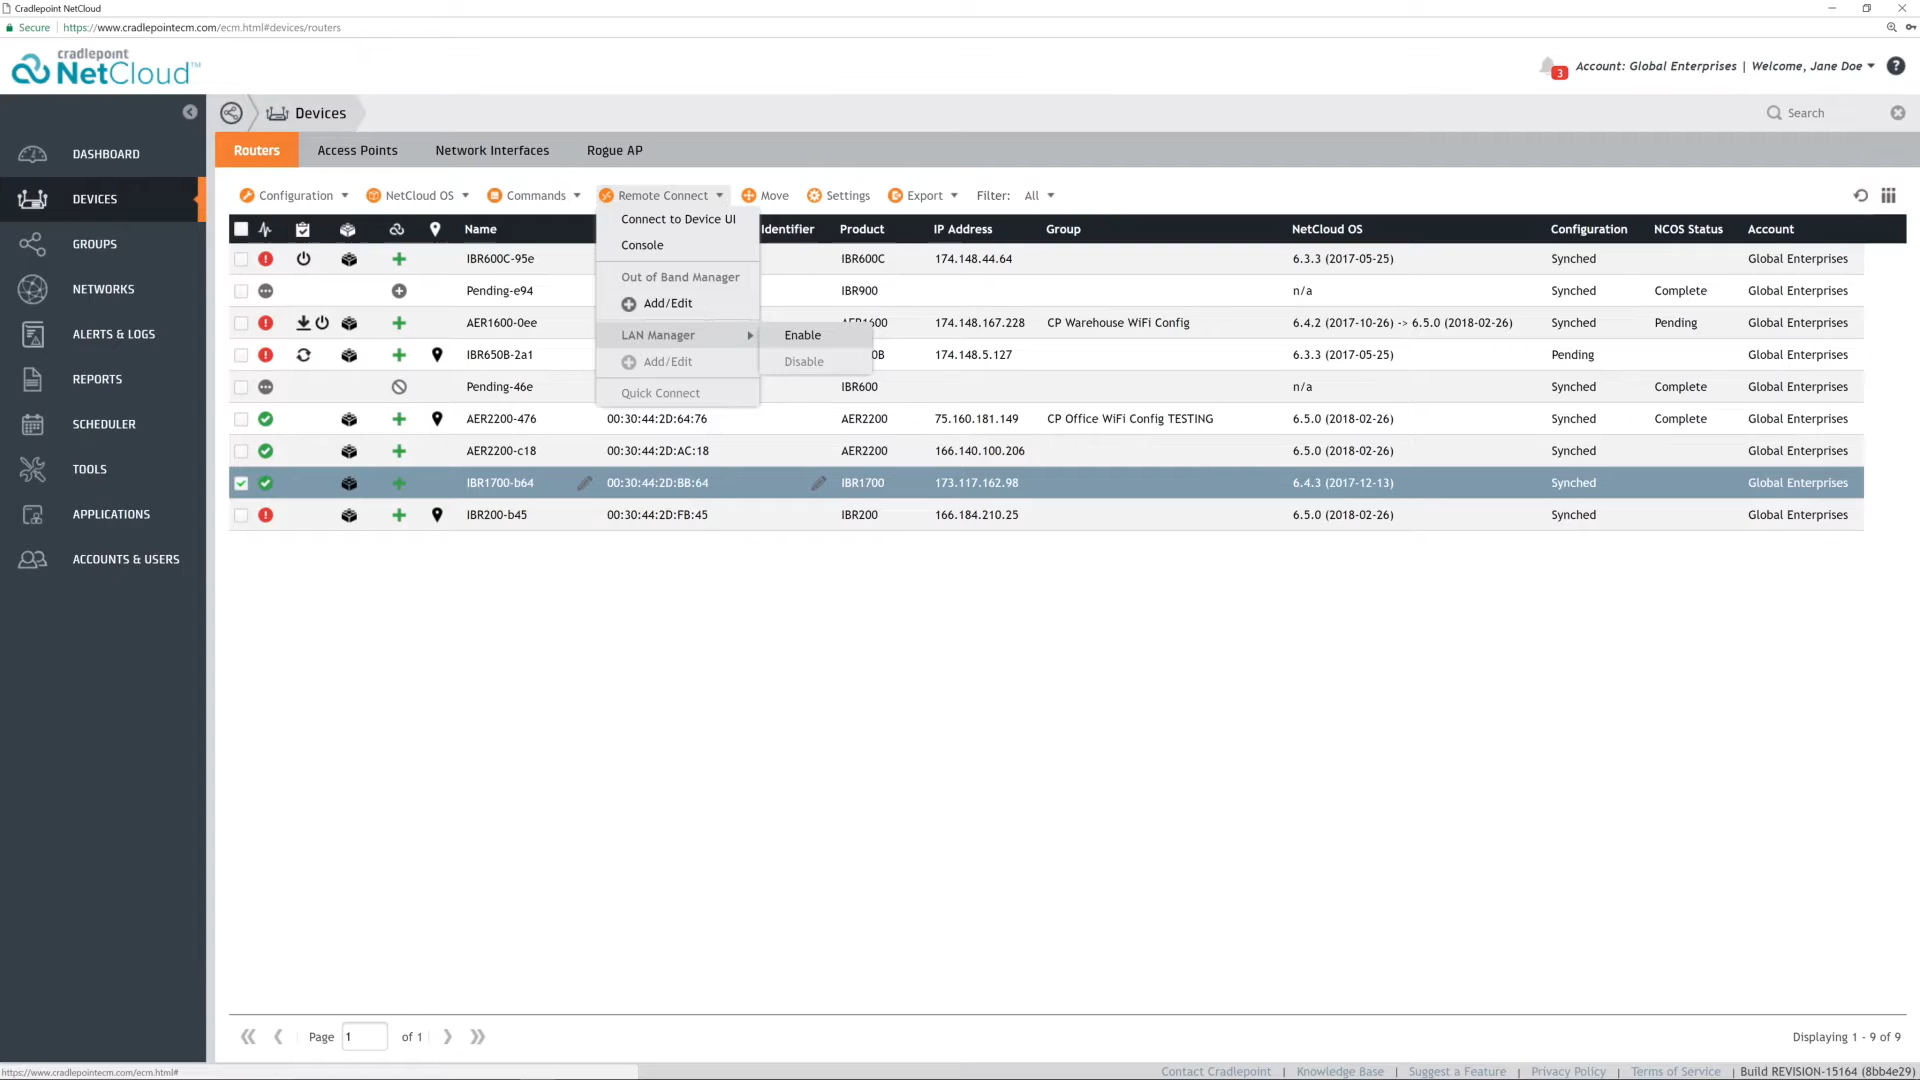 Cradlepoint NetCloud
Secure https://www.cradlepointecm.com/ecm.html#devices/routers
cradlepoint
NetCloud™
3 Account: Global Enterprises | Welcome, Jane Doe ?
Devices Search
Routers Access Points Network Interfaces Rogue AP
Configuration NetCloud OS Commands Remote Connect Move Settings Export Filter: All
Connect to Device UI
Console
Out of Band Manager
Add/Edit
LAN Manager Enable
Add/Edit Disable
Quick Connect
DASHBOARD
DEVICES
GROUPS
NETWORKS
ALERTS & LOGS
REPORTS
SCHEDULER
TOOLS
APPLICATIONS
ACCOUNTS & USERS
Name Identifier Product IP Address Group NetCloud OS Configuration NCOS Status Account
IBR600C-95e IBR600C 174.148.44.64 6.3.3 (2017-05-25) Synched Global Enterprises
Pending-e94 IBR900 n/a Synched Complete Global Enterprises
AER1600-0ee 174.148.167.228 CP Warehouse WiFi Config 6.4.2 (2017-10-26) -> 6.5.0 (2018-02-26) Synched Pending Global Enterprises
IBR650B-2a1 0B 174.148.5.127 6.3.3 (2017-05-25) Pending Global Enterprises
Pending-46e IBR600 n/a Synched Complete Global Enterprises
AER2200-476 00:30:44:2D:64:76 AER2200 75.160.181.149 CP Office WiFi Config TESTING 6.5.0 (2018-02-26) Synched Complete Global Enterprises
AER2200-c18 00:30:44:2D:AC:18 AER2200 166.140.100.206 6.5.0 (2018-02-26) Synched Global Enterprises
IBR1700-b64 00:30:44:2D:BB:64 IBR1700 173.117.162.98 6.4.3 (2017-12-13) Synched Global Enterprises
IBR200-b45 00:30:44:2D:FB:45 IBR200 166.184.210.25 6.5.0 (2018-02-26) Synched Global Enterprises
Page 1 of 1 Displaying 1 - 9 of 9
https://www.cradlepointecm.com/ecm.html# Contact Cradlepoint | Knowledge Base | Suggest a Feature | Privacy Policy | Terms of Service | Build REVISION-15164 (8bb4e29)